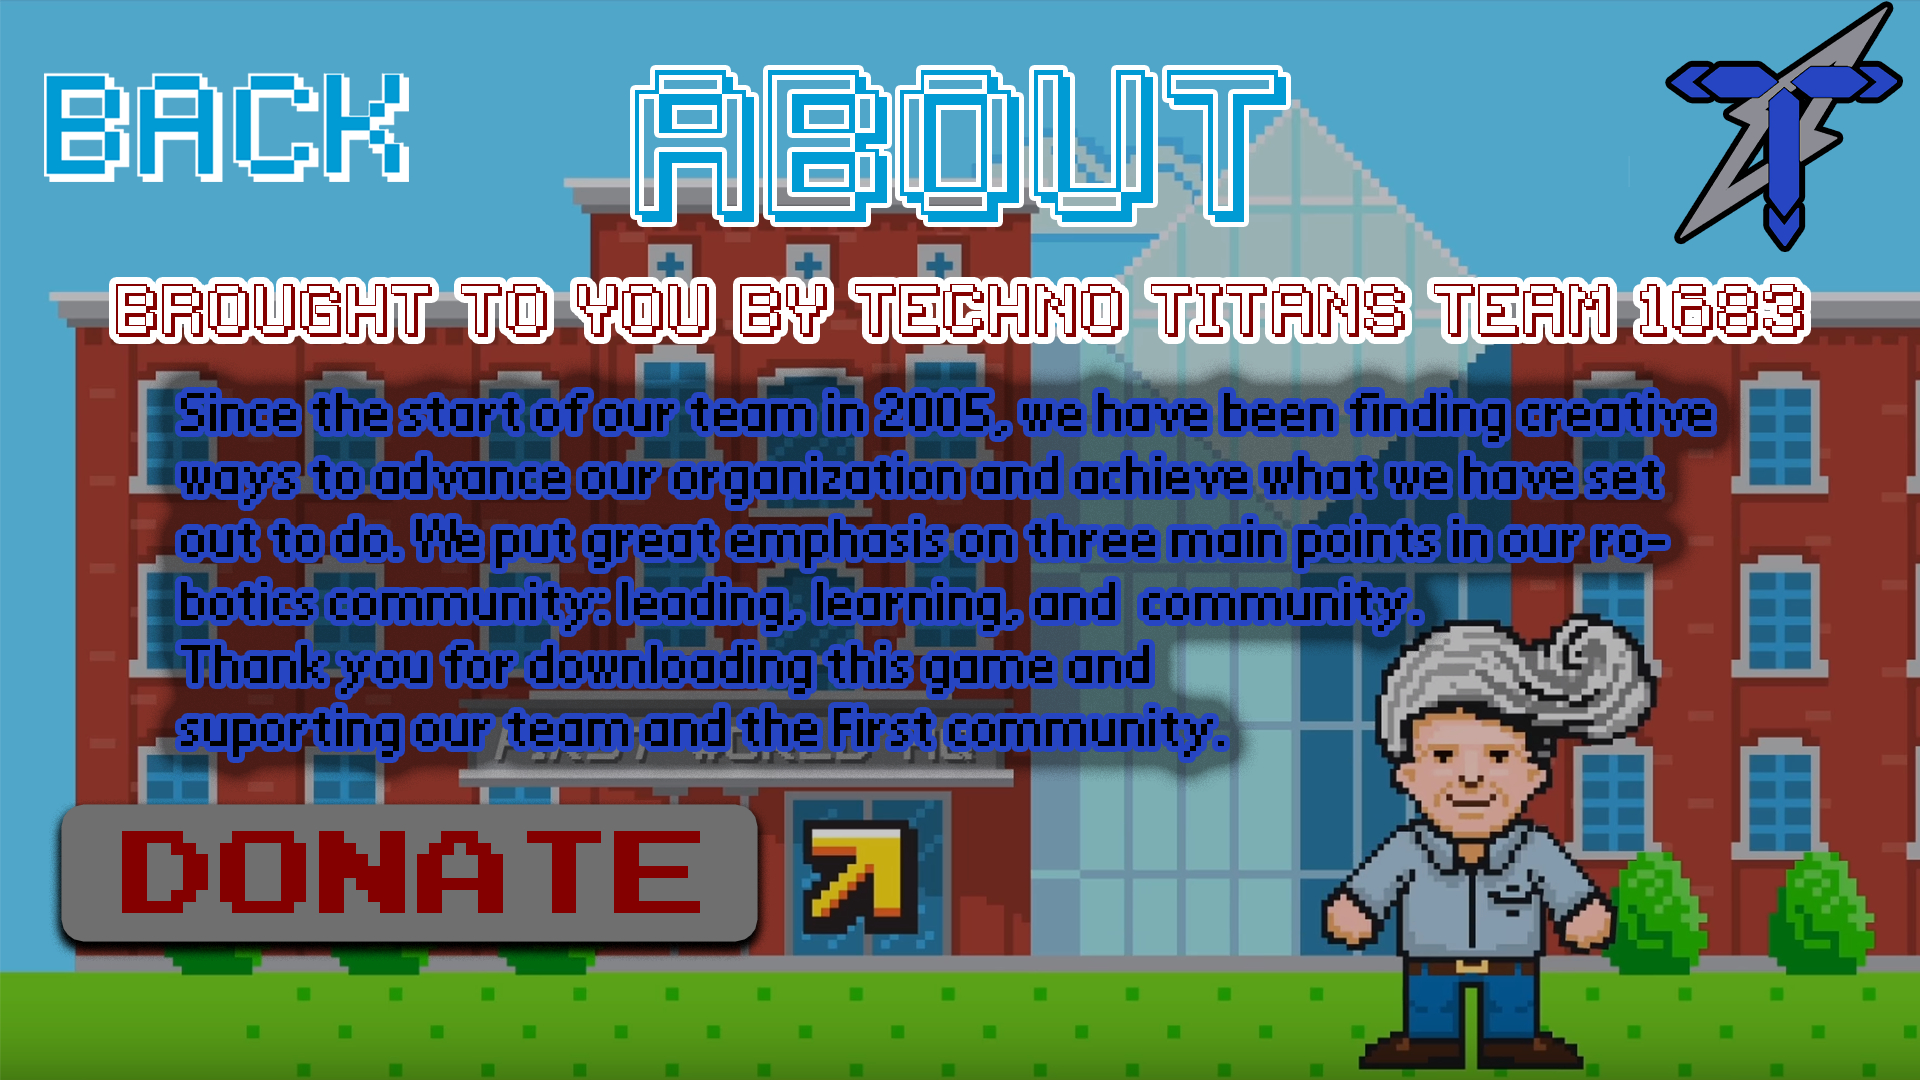 BACK
ABOUT
BROUGHT TO YOU BY TECHNO TITANS TEAM 1683
Since the start of our team in 2005, we have been finding creative
ways to advance our organization and achieve what we have set
out to do. We put great emphasis on three main points in our ro-
botics community: leading, learning, and community.
Thank you for downloading this game and
suporting our team and the First community.
FIRST WORLD HQ
DONATE